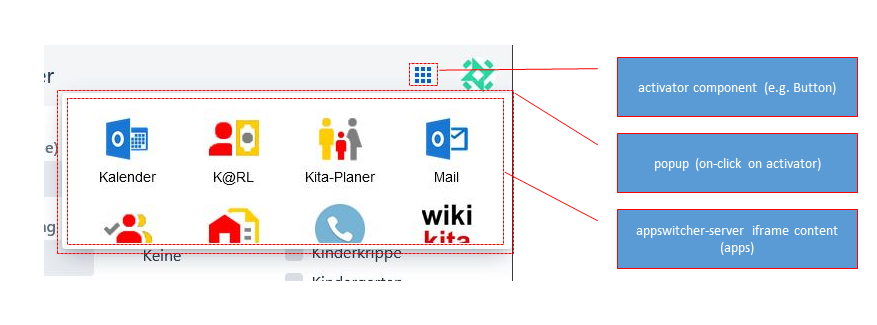 er
activator component (e.g. Button)
e)
Kalender
K@RL
Kita-Planer
Mail
popup (on-click on activator)
ng
wiki
kita
appswitcher-server iframe content
(apps)
Keine
Kinderkrippe
Kindergarten